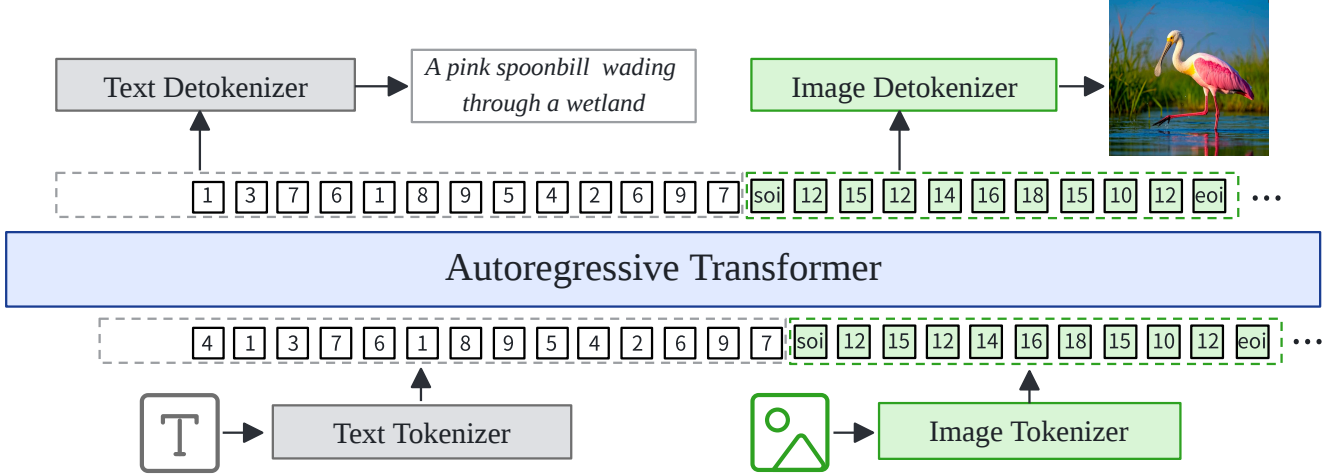 Text Detokenizer
A pink spoonbill wading
through a wetland
Image Detokenizer
1 3 7 6 1 8 9 5 4 2 6 9 7 soi 12 15 12 14 16 18 15 10 12 eoi ...
Autoregressive Transformer
4 1 3 7 6 1 8 9 5 4 2 6 9 7 soi 12 15 12 14 16 18 15 10 12 eoi ...
T
Text Tokenizer
Image Tokenizer